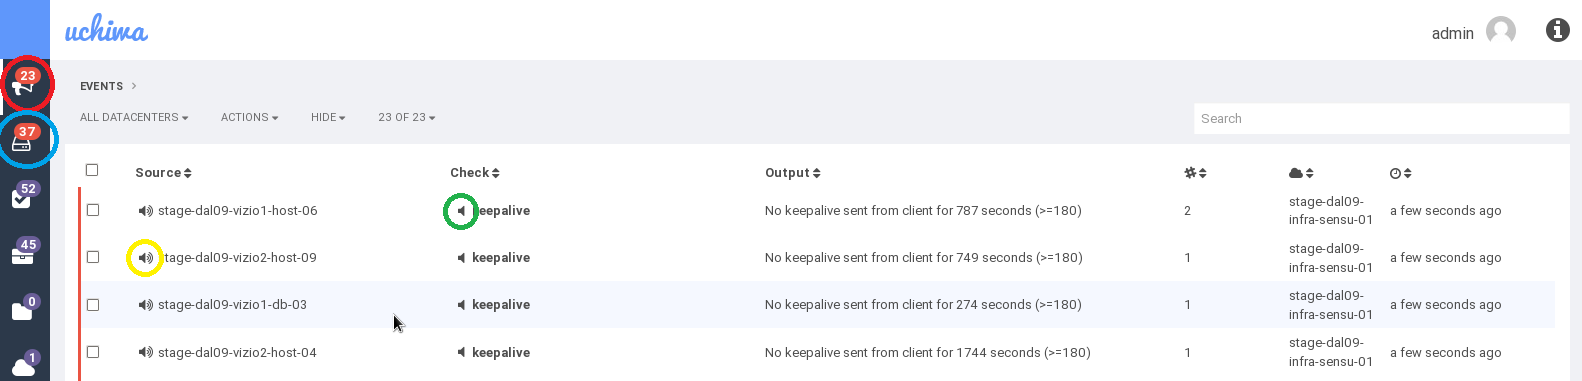 uchiwa
admin
23
EVENTS
ALL DATACENTERS ACTIONS HIDE 23 OF 23 Search
37
Source Check Output
52
stage-dal09-vizio1-host-06 keepalive No keepalive sent from client for 787 seconds (>=180) 2 stage-dal09-infra-sensu-01 a few seconds ago
45
tage-dal09-vizio2-host-09 keepalive No keepalive sent from client for 749 seconds (>=180) 1 stage-dal09-infra-sensu-01 a few seconds ago
0
stage-dal09-vizio1-db-03 keepalive No keepalive sent from client for 274 seconds (>=180) 1 stage-dal09-infra-sensu-01 a few seconds ago
1
stage-dal09-vizio2-host-04 keepalive No keepalive sent from client for 1744 seconds (>=180) 1 stage-dal09-infra-sensu-01 a few seconds ago